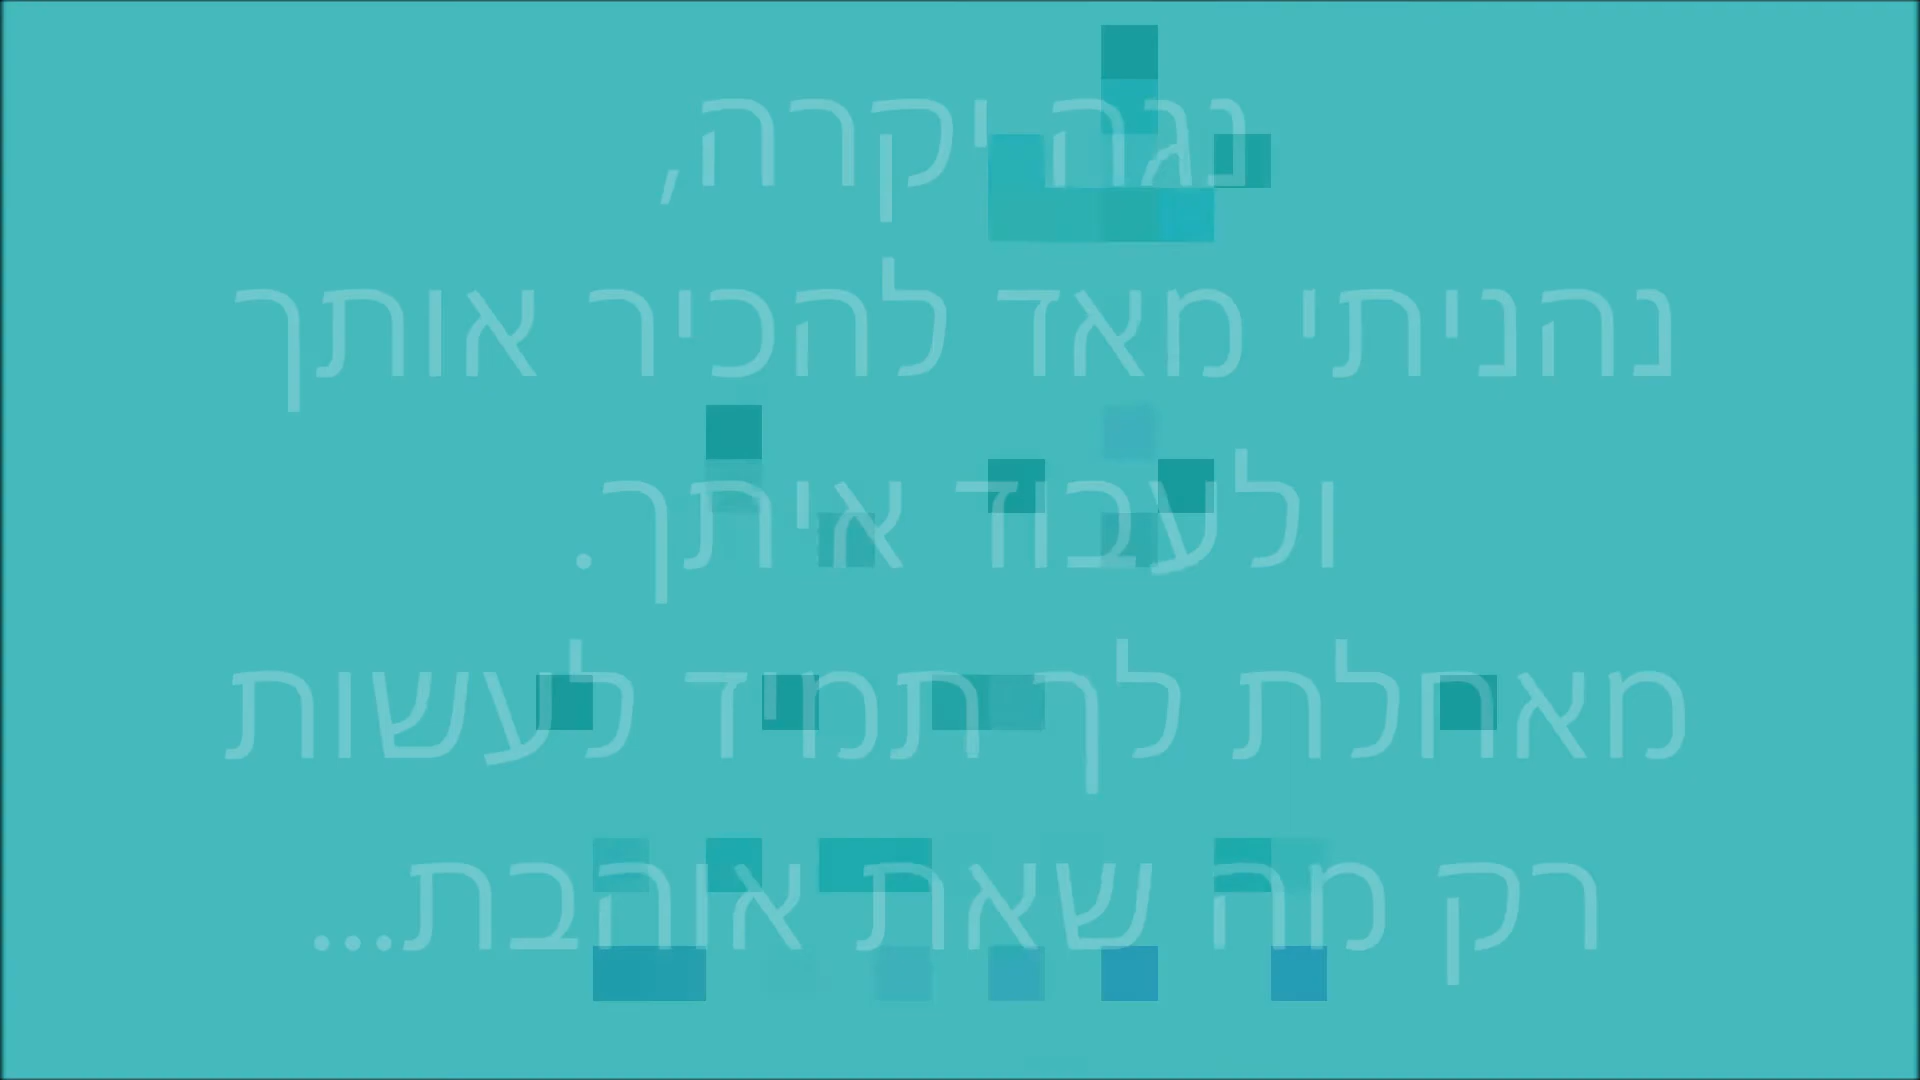 נגה יקרה,
נהניתי מאד להכיר אותך
ולעבוד איתך.
מאחלת לך תמיד לעשות
רק מה שאת אוהבת...